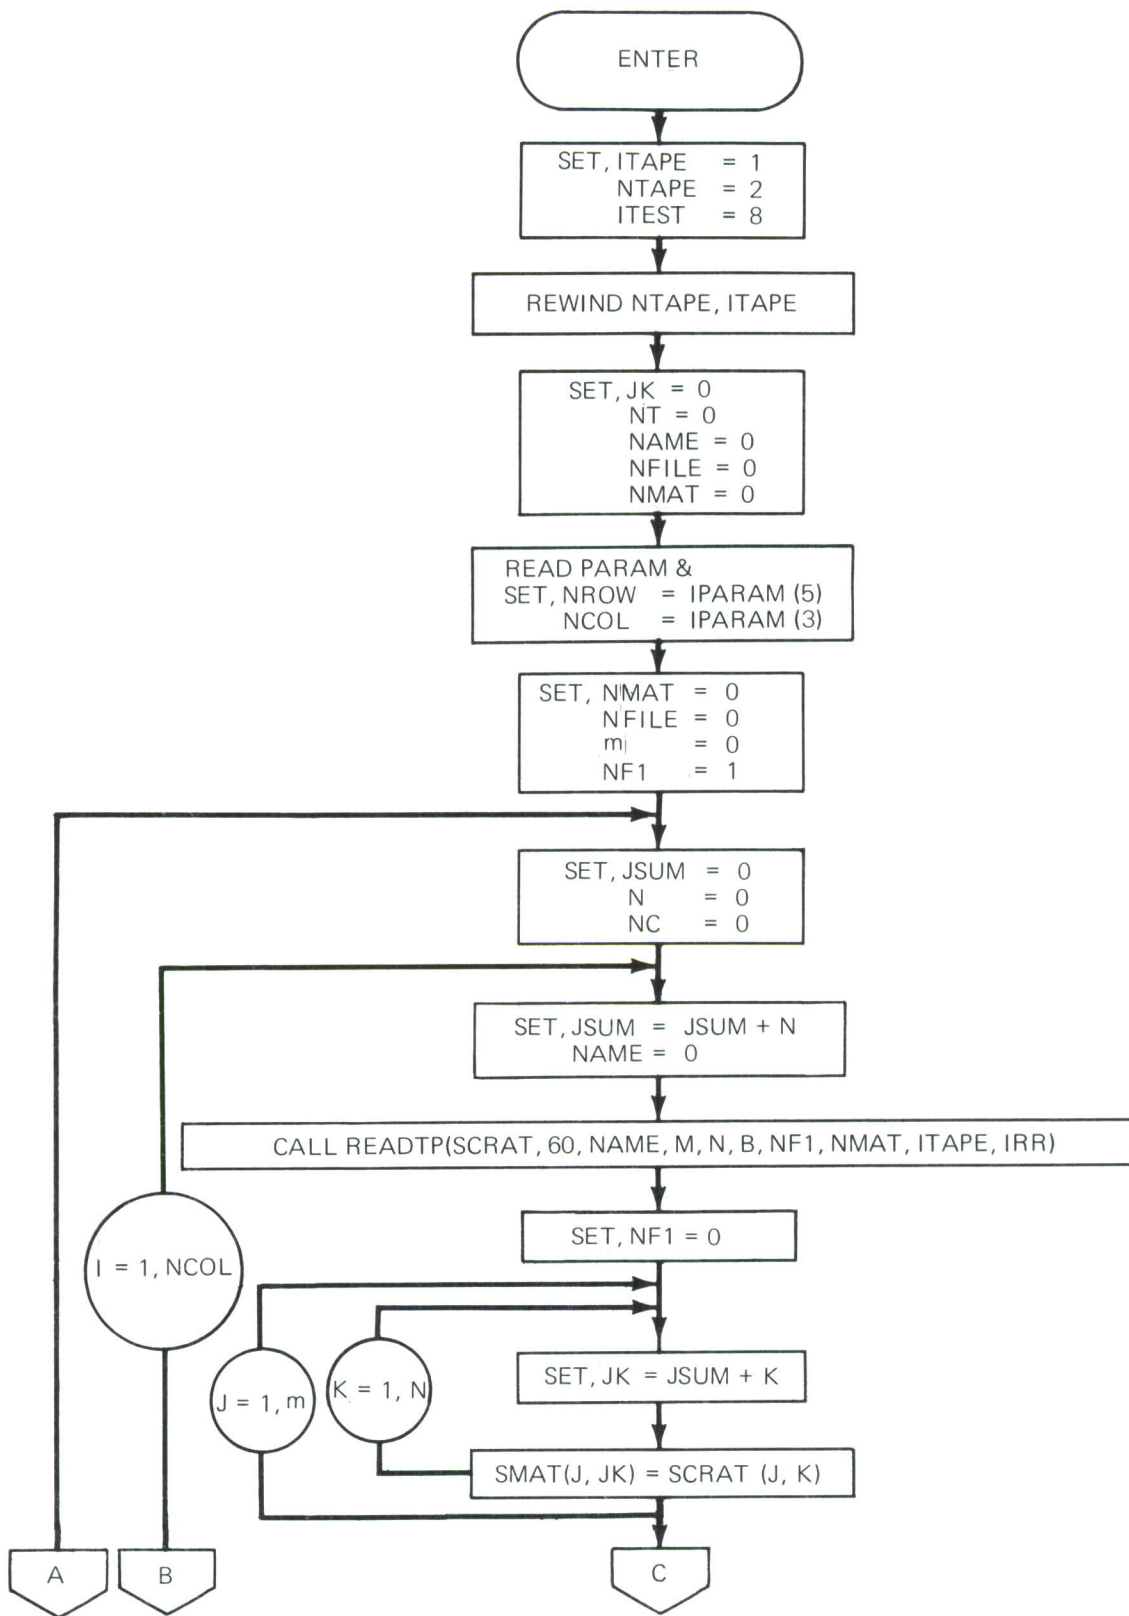 ENTER
SET, ITAPE = 1
NTAPE = 2
ITEST = 8
REWIND NTAPE, ITAPE
SET, JK = 0
NT = 0
NAME = 0
NFILE = 0
NMAT = 0
READ PARAM &
SET, NROW = IPARAM (5)
NCOL = IPARAM (3)
SET, NMAT = 0
NFILE = 0
m = 0
NF1 = 1
SET, JSUM = 0
N = 0
NC = 0
SET, JSUM = JSUM + N
NAME = 0
CALL READTP(SCRAT, 60, NAME, M, N, B, NF1, NMAT, ITAPE, IRR)
SET, NF1 = 0
I = 1, NCOL
J = 1, m
K = 1, N
SET, JK = JSUM + K
SMAT(J, JK) = SCRAT (J, K)
A
B
C